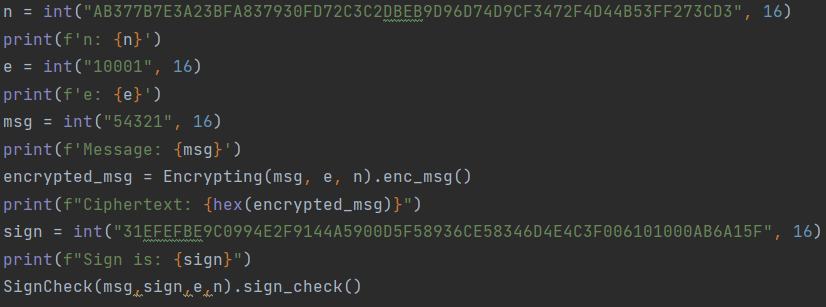 n = int("AB377B7E3A23BFA837930FD72C3C2DBEB9D96D74D9CF3472F4D44B53FF273CD3", 16)
print(f'n: {n}')
e = int("10001", 16)
print(f'e: {e}')
msg = int("54321", 16)
print(f'Message: {msg}')
encrypted_msg = Encrypting(msg, e, n).enc_msg()
print(f"Ciphertext: {hex(encrypted_msg)}")
sign = int("31EFEFBE9C0994E2F9144A5900D5F58936CE58346D4E4C3F006101000AB6A15F", 16)
print(f"Sign is: {sign}")
SignCheck(msg,sign,e,n).sign_check()